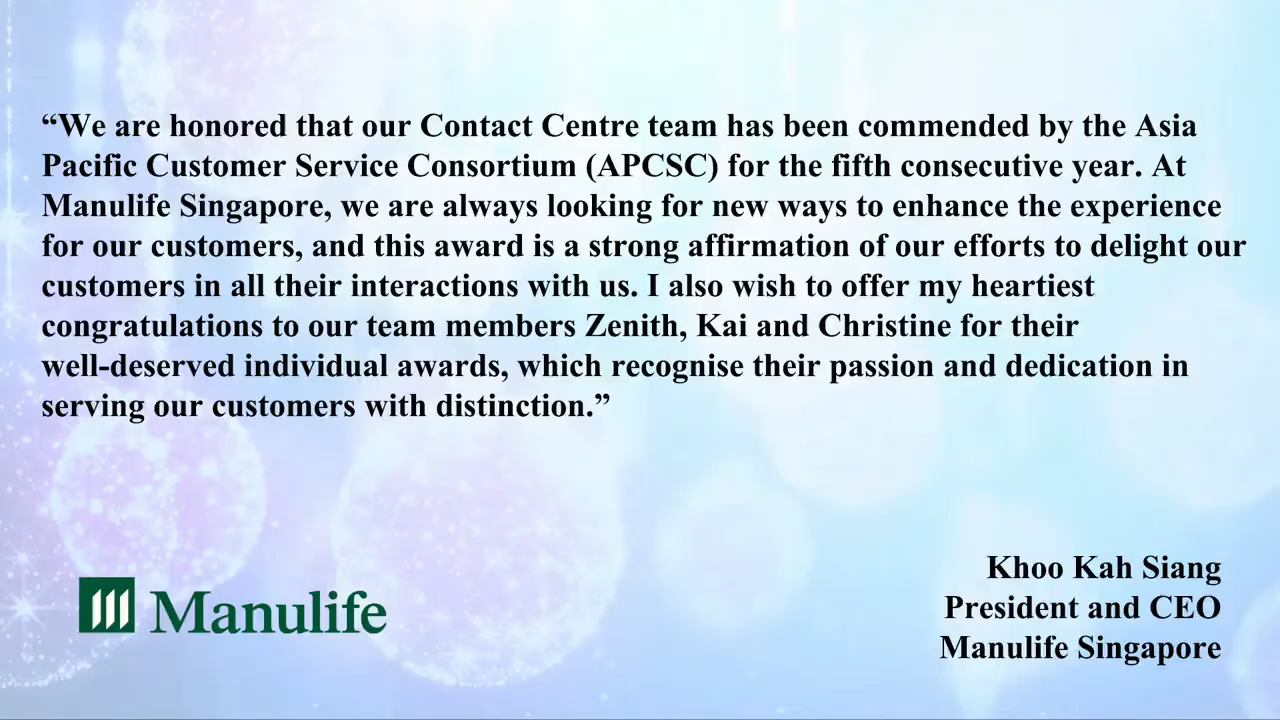 “We are honored that our Contact Centre team has been commended by the Asia
Pacific Customer Service Consortium (APCSC) for the fifth consecutive year. At
Manulife Singapore, we are always looking for new ways to enhance the experience
for our customers, and this award is a strong affirmation of our efforts to delight our
customers in all their interactions with us. I also wish to offer my heartiest
congratulations to our team members Zenith, Kai and Christine for their
well-deserved individual awards, which recognise their passion and dedication in
serving our customers with distinction.”
Khoo Kah Siang
President and CEO
Manulife Singapore
Manulife